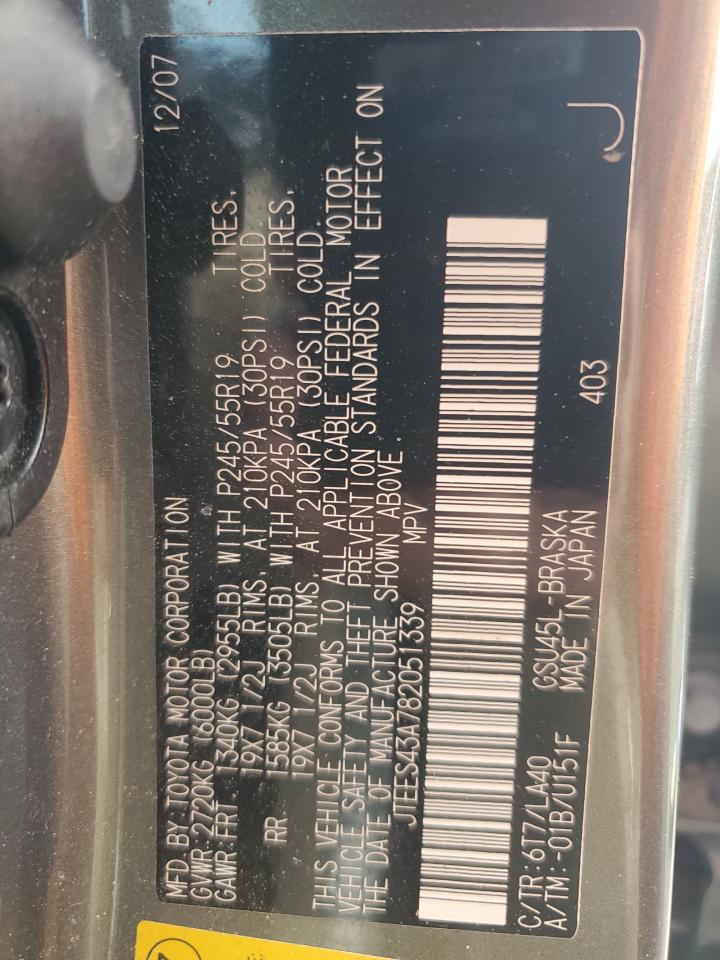 MFD. BY: TOYOTA MOTOR CORPORATION 12/07
GVWR: 2720KG (6000LB)
GAWR: FRT: 1340KG (2955LB) WITH P245/55R19 TIRES,
19X7 1/2J RIMS, AT 210KPA (30PSI) COLD.
RR 1585KG (3505LB) WITH P245/55R19 TIRES,
19X7 1/2J RIMS, AT 210KPA (30PSI) COLD.
THIS VEHICLE CONFORMS TO ALL APPLICABLE FEDERAL MOTOR
VEHICLE SAFETY AND THEFT PREVENTION STANDARDS IN EFFECT ON
THE DATE OF MANUFACTURE SHOWN ABOVE.
JTEES43A782051339 MPV
C/TR: 6T7/LA40 GSU45L-BRASKA 403
A/TM: -01B/U151F MADE IN JAPAN
J